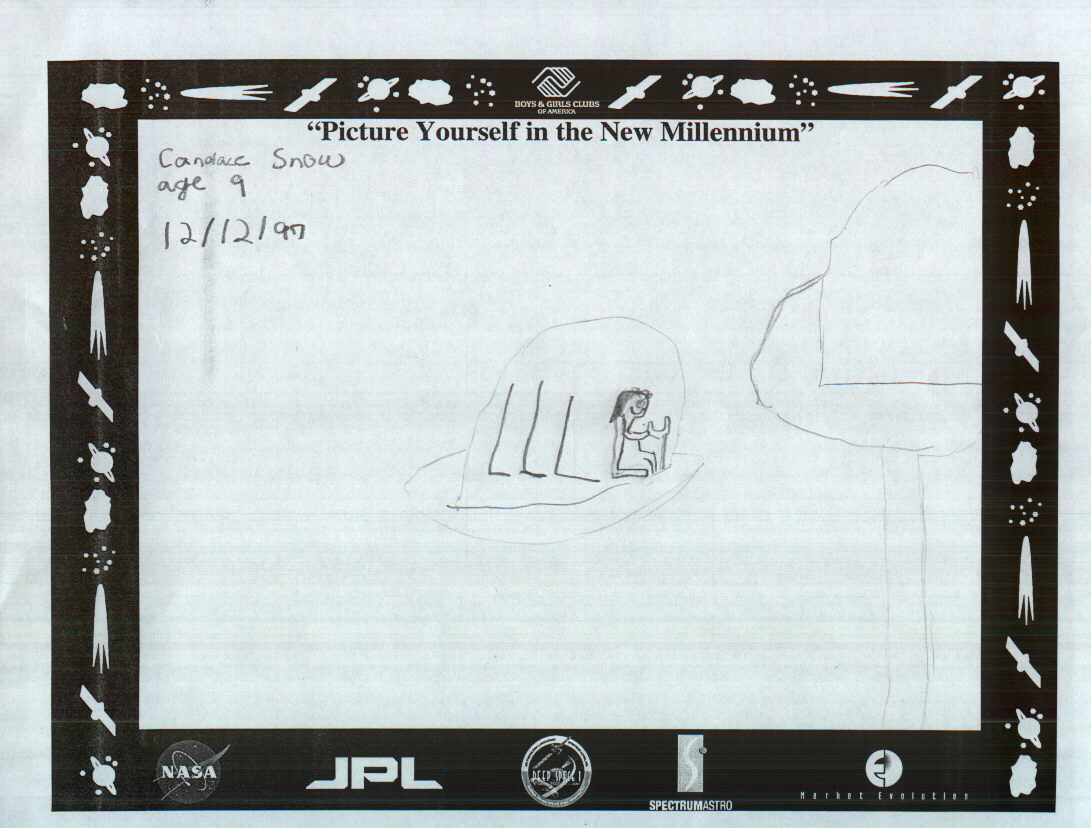 BOYS & GIRLS CLUBS
OF AMERICA
“Picture Yourself in the New Millennium”
Candace Snow
age 9
12/12/97
NASA
JPL
DEEP SPACE 1
SPECTRUMASTRO
Market Evolution